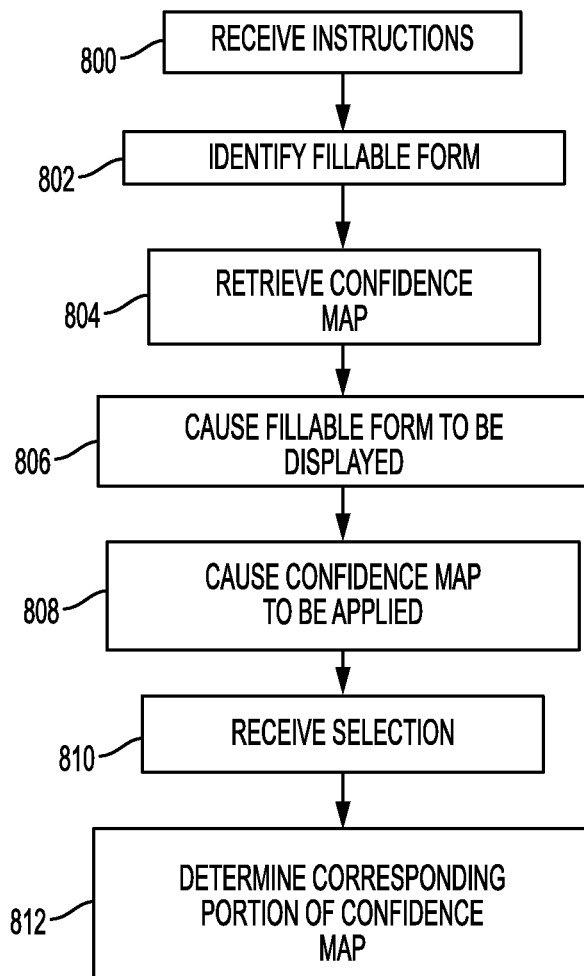 800
RECEIVE INSTRUCTIONS
802
IDENTIFY FILLABLE FORM
804
RETRIEVE CONFIDENCE
MAP
806
CAUSE FILLABLE FORM TO BE
DISPLAYED
808
CAUSE CONFIDENCE MAP
TO BE APPLIED
810
RECEIVE SELECTION
812
DETERMINE CORRESPONDING
PORTION OF CONFIDENCE
MAP